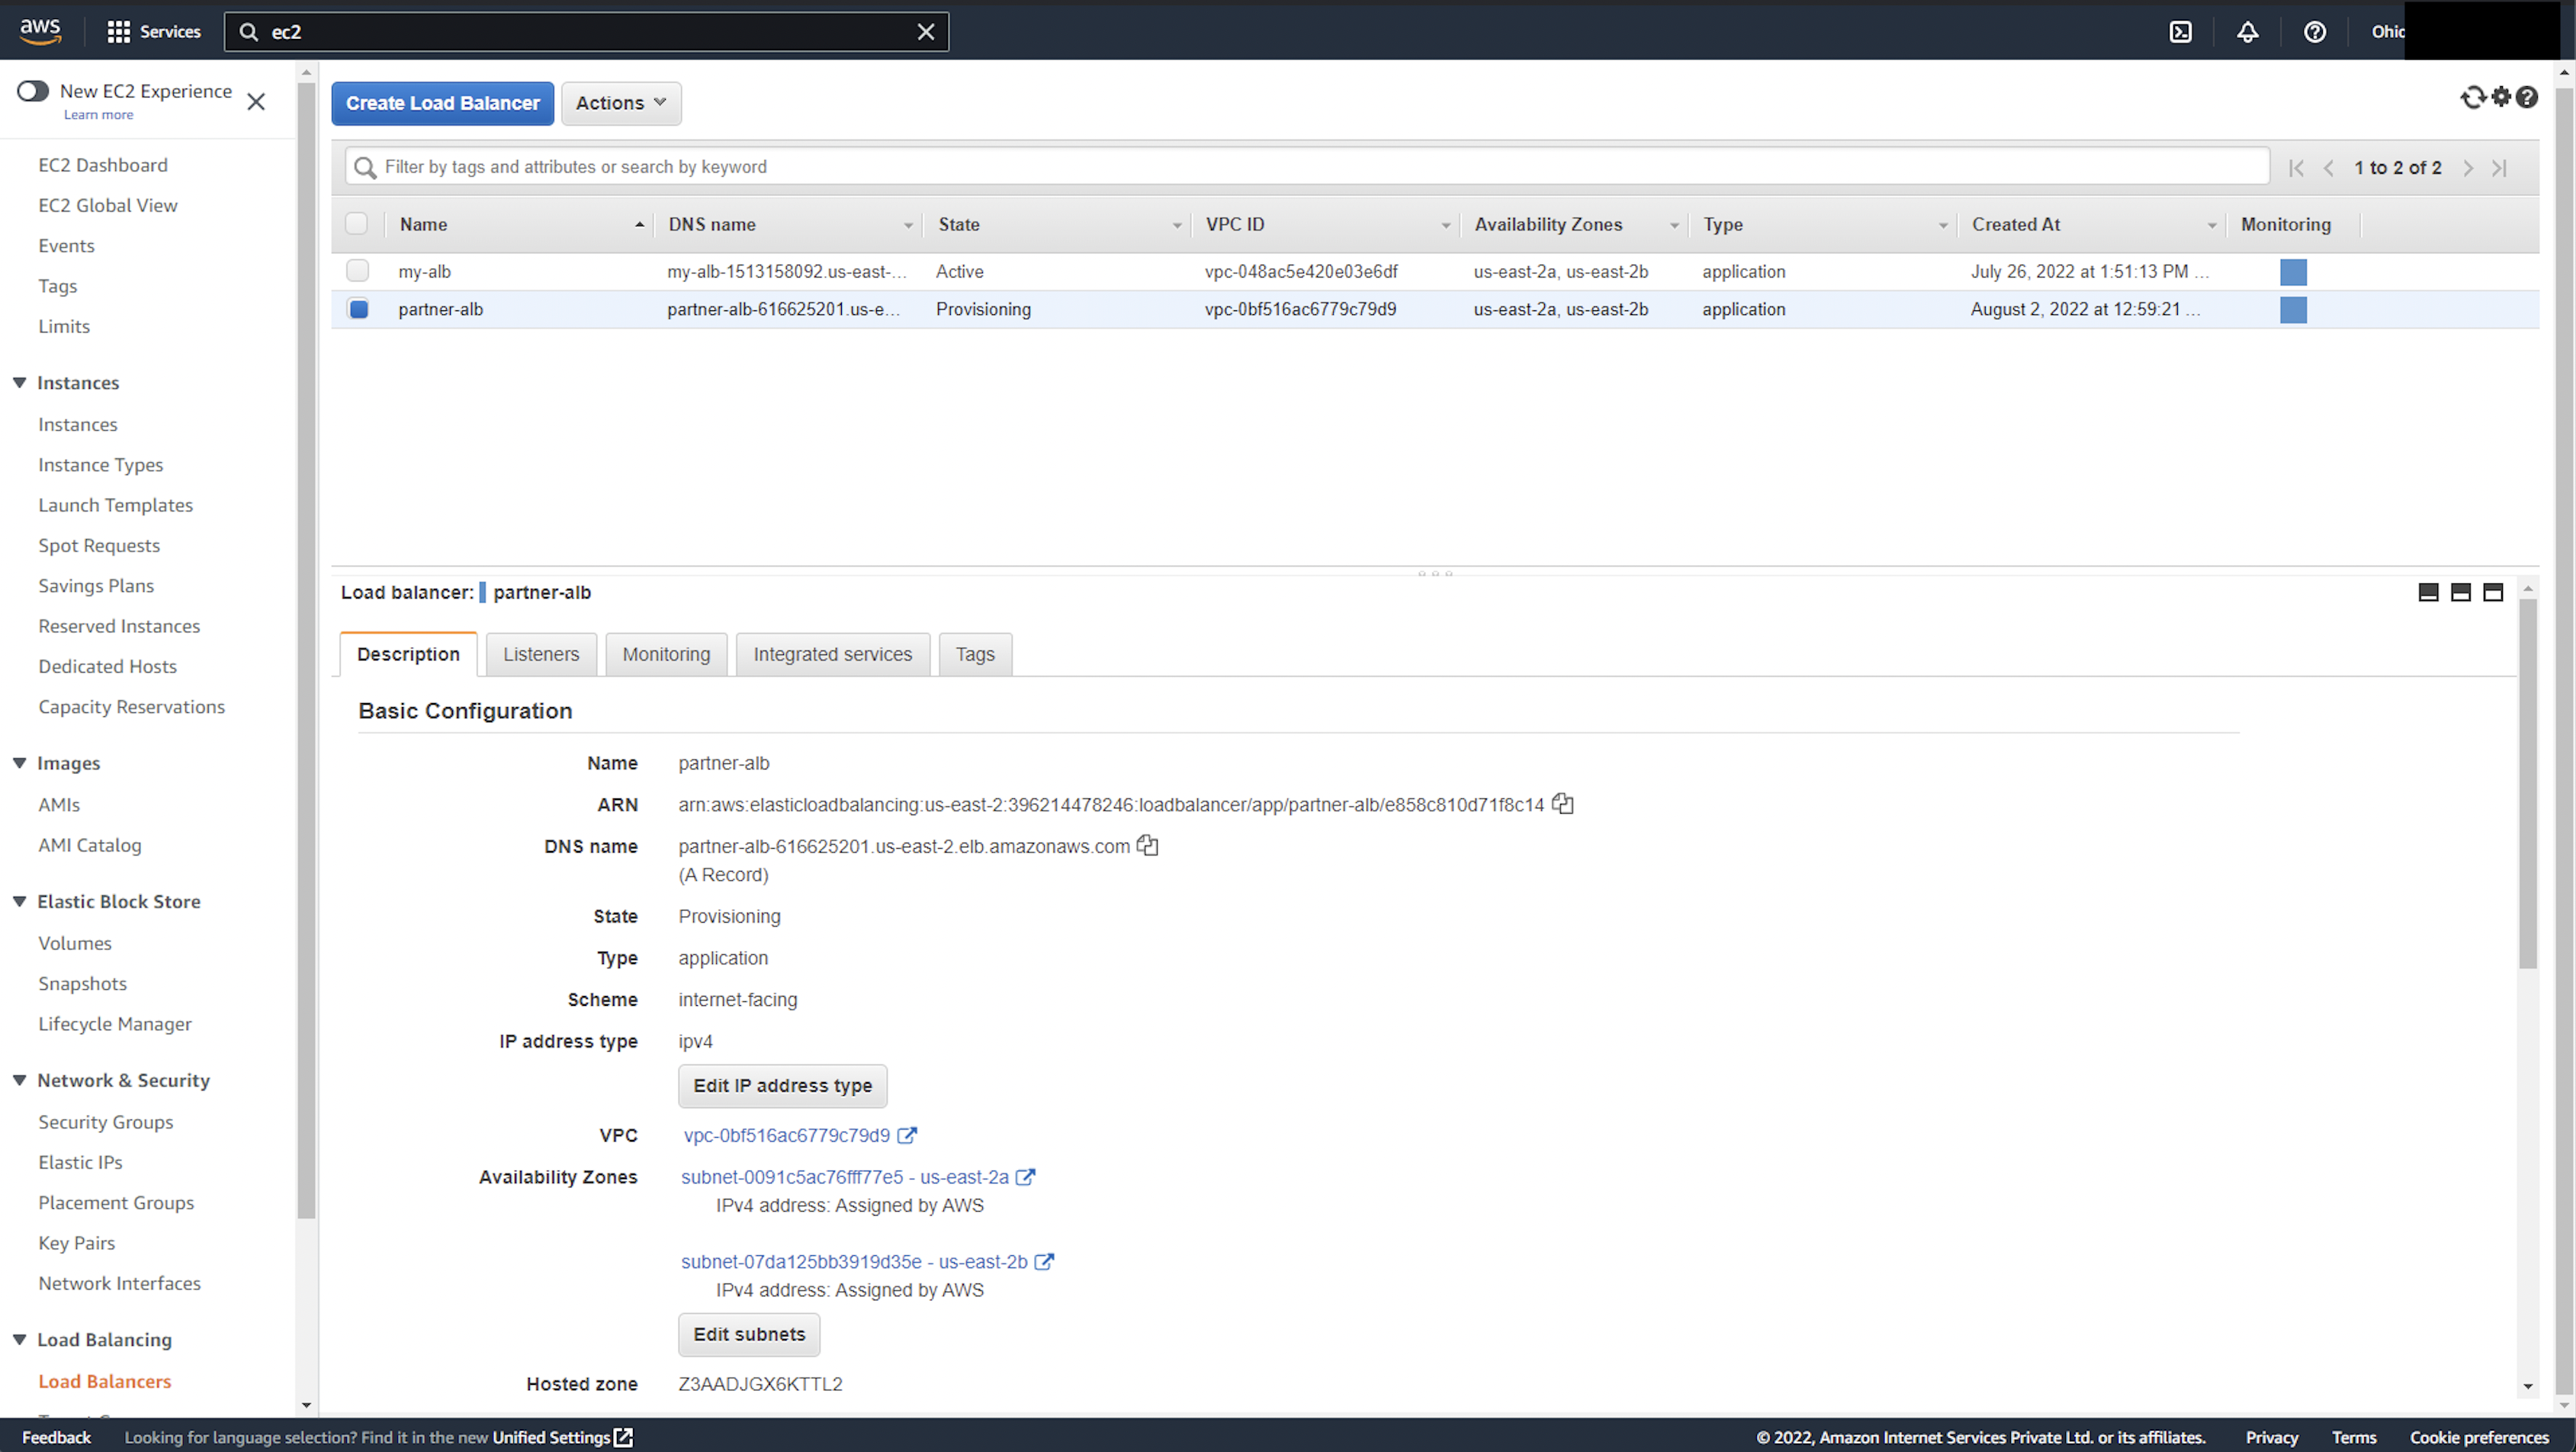 aws Services ec2 Ohio
New EC2 Experience
Learn more
EC2 Dashboard
EC2 Global View
Events
Tags
Limits
Instances
Instances
Instance Types
Launch Templates
Spot Requests
Savings Plans
Reserved Instances
Dedicated Hosts
Capacity Reservations
Images
AMIs
AMI Catalog
Elastic Block Store
Volumes
Snapshots
Lifecycle Manager
Network & Security
Security Groups
Elastic IPs
Placement Groups
Key Pairs
Network Interfaces
Load Balancing
Load Balancers
Create Load Balancer Actions
Filter by tags and attributes or search by keyword 1 to 2 of 2
Name DNS name State VPC ID Availability Zones Type Created At Monitoring
my-alb my-alb-1513158092.us-east-... Active vpc-048ac5e420e03e6df us-east-2a, us-east-2b application July 26, 2022 at 1:51:13 PM ...
partner-alb partner-alb-616625201.us-e... Provisioning vpc-0bf516ac6779c79d9 us-east-2a, us-east-2b application August 2, 2022 at 12:59:21 ...
Load balancer: partner-alb
Description Listeners Monitoring Integrated services Tags
Basic Configuration
Name partner-alb
ARN arn:aws:elasticloadbalancing:us-east-2:396214478246:loadbalancer/app/partner-alb/e858c810d71f8c14
DNS name partner-alb-616625201.us-east-2.elb.amazonaws.com
(A Record)
State Provisioning
Type application
Scheme internet-facing
IP address type ipv4
Edit IP address type
VPC vpc-0bf516ac6779c79d9
Availability Zones subnet-0091c5ac76fff77e5 - us-east-2a
IPv4 address: Assigned by AWS
subnet-07da125bb3919d35e - us-east-2b
IPv4 address: Assigned by AWS
Edit subnets
Hosted zone Z3AADJGX6KTTL2
Feedback Looking for language selection? Find it in the new Unified Settings © 2022, Amazon Internet Services Private Ltd. or its affiliates. Privacy Terms Cookie preferences